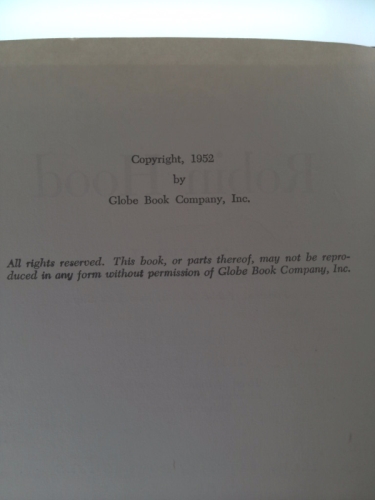 Copyright, 1952
by
Globe Book Company, Inc.
All rights reserved. This book, or parts thereof, may not be repro-
duced in any form without permission of Globe Book Company, Inc.